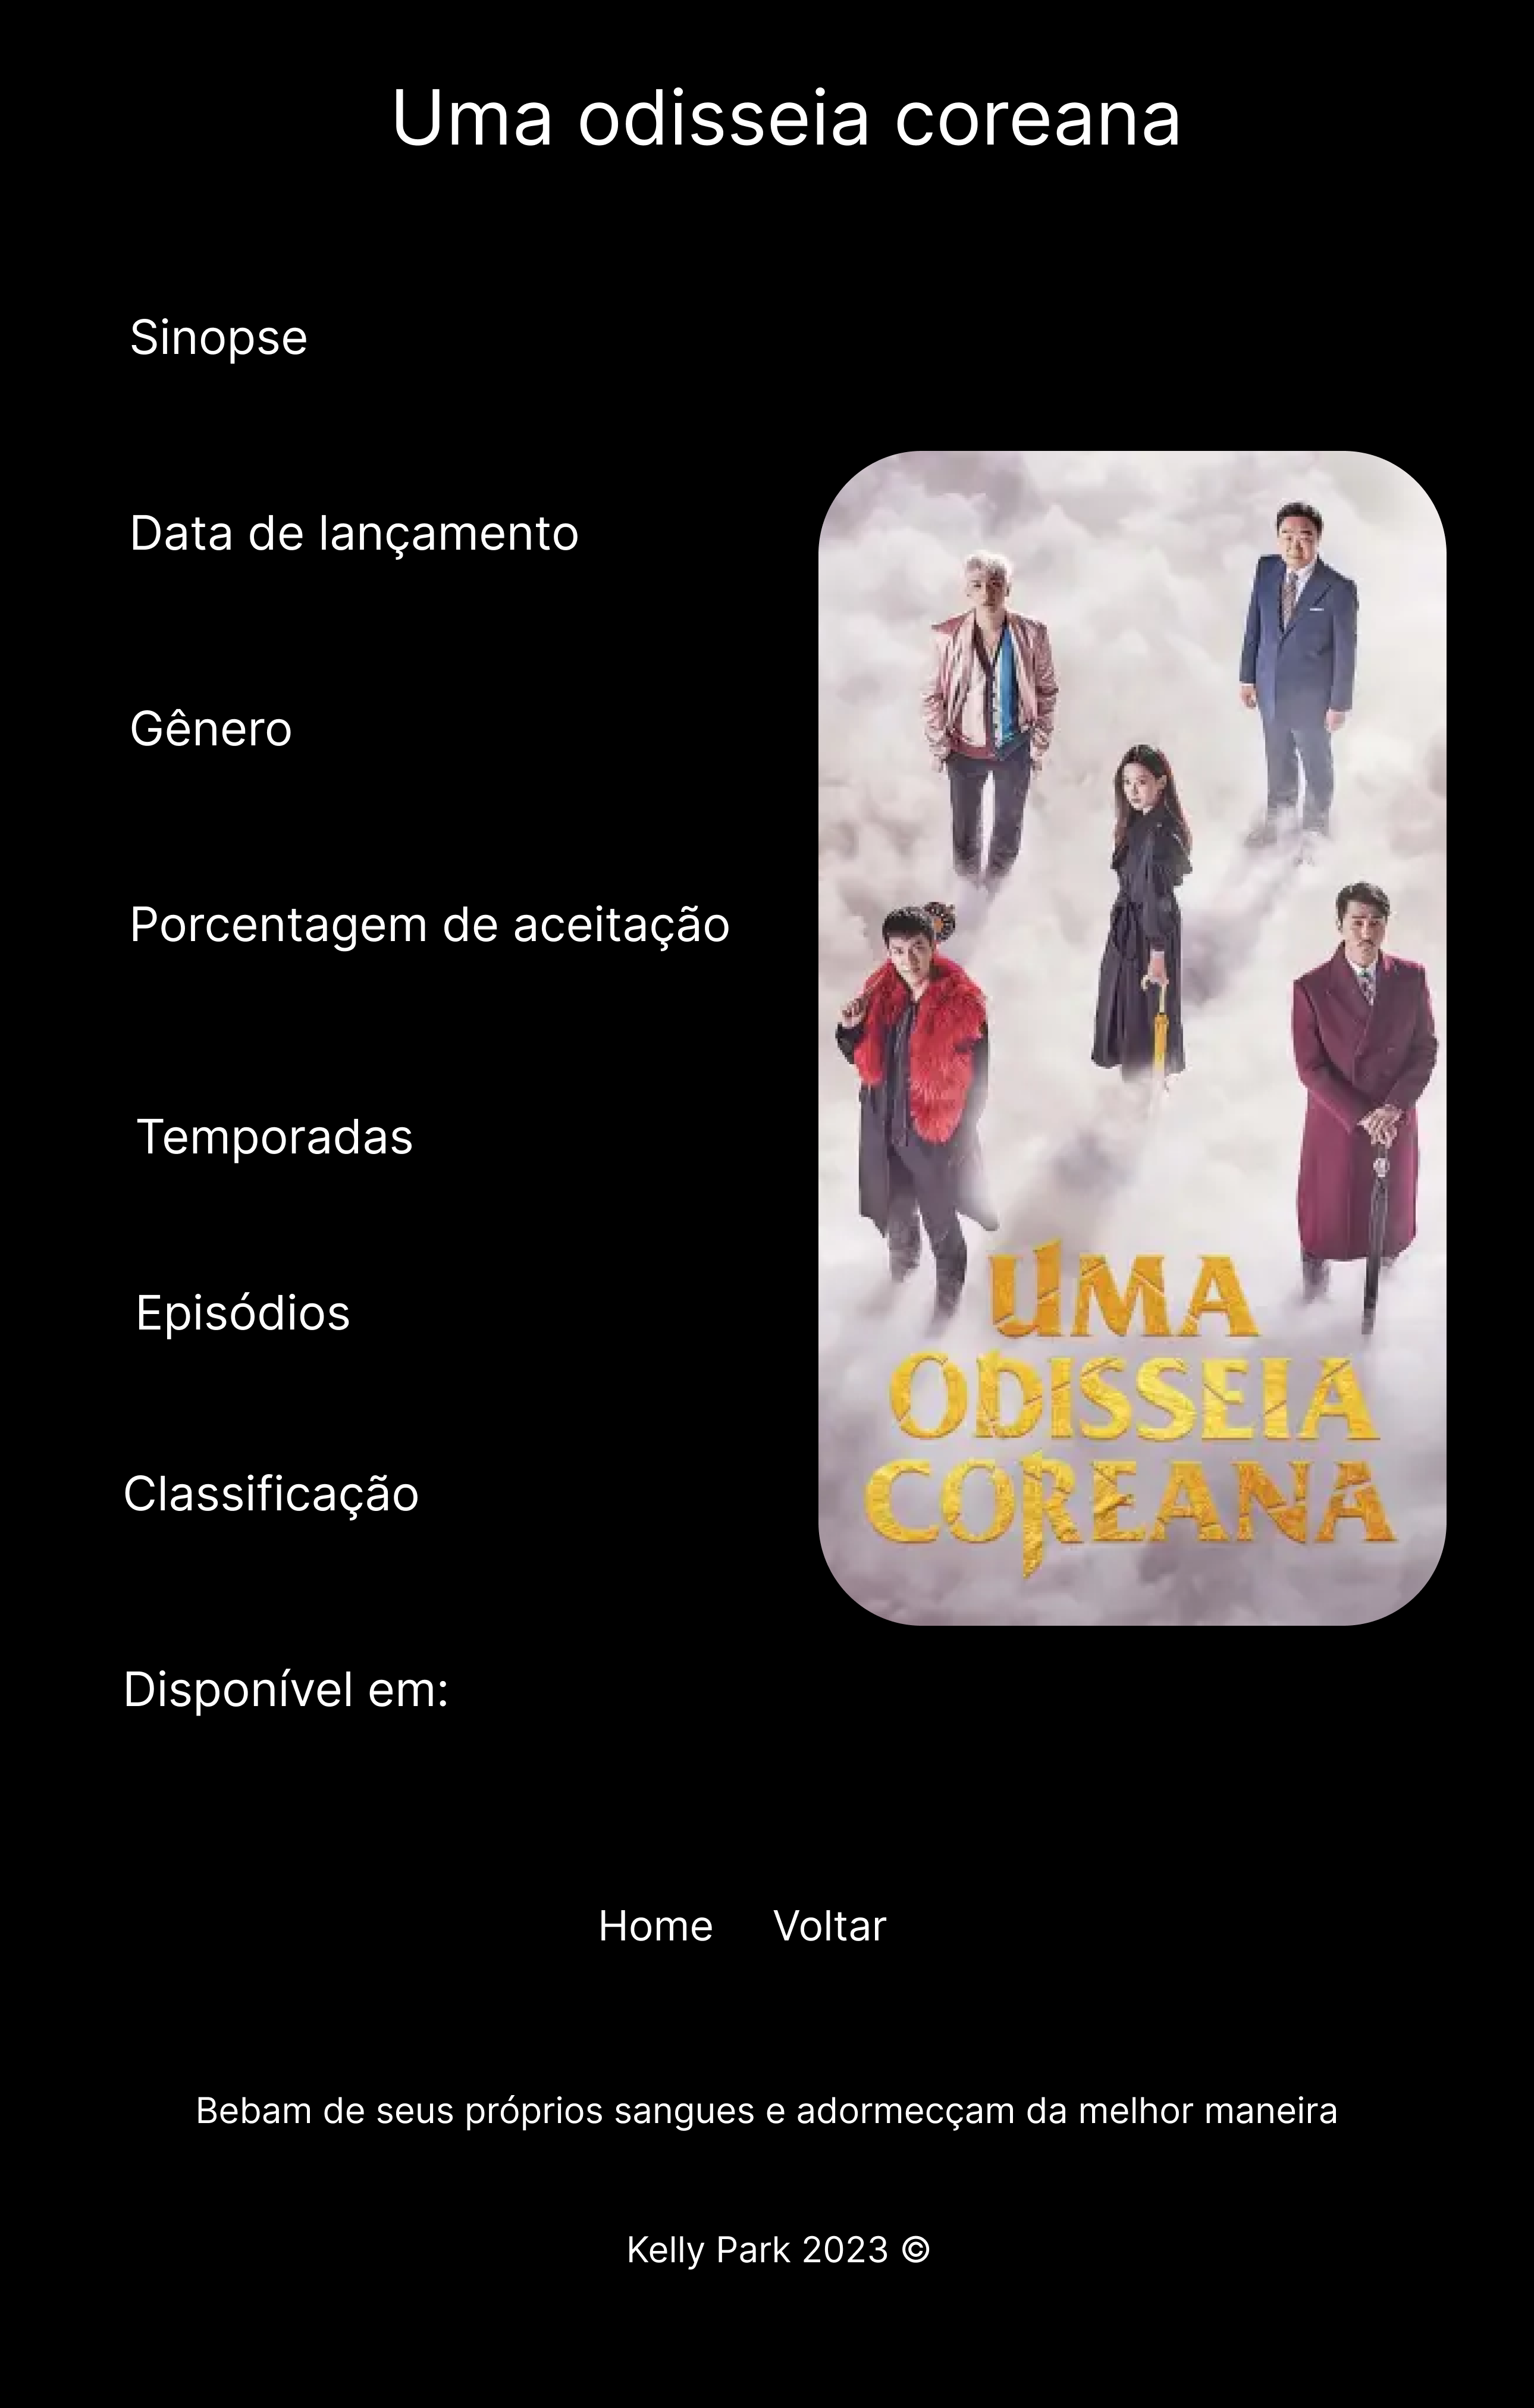 Uma odisseia coreana
Sinopse
Data de lançamento
Gênero
Porcentagem de aceitação
Temporadas
Episódios
Classificação
Disponível em:
UMA
ODISSEIA
COREANA
Home Voltar
Bebam de seus próprios sangues e adormecçam da melhor maneira
Kelly Park 2023 ©